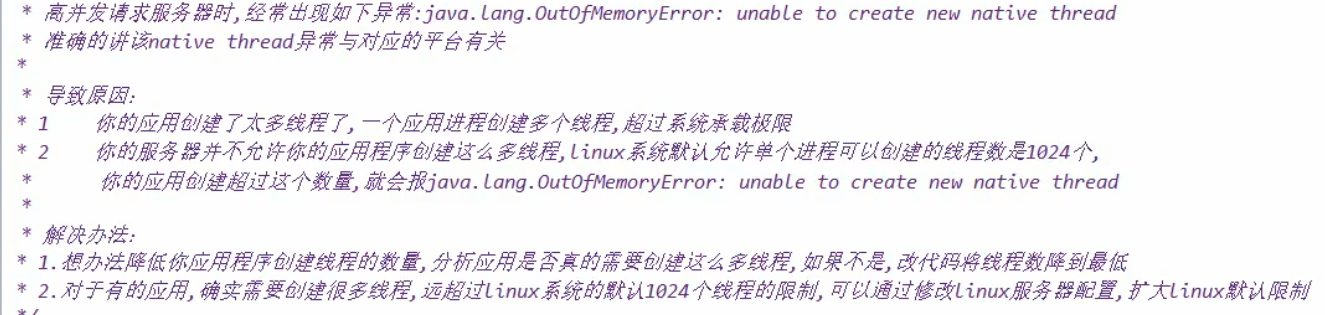 * 高并发请求服务器时,经常出现如下异常:java.lang.OutOfMemoryError: unable to create new native thread
* 准确的讲该native thread异常与对应的平台有关
*
* 导致原因:
* 1 你的应用创建了太多线程了,一个应用进程创建多个线程,超过系统承载极限
* 2 你的服务器并不允许你的应用程序创建这么多线程,linux系统默认允许单个进程可以创建的线程数是1024个,
* 你的应用创建超过这个数量,就会报java.lang.OutOfMemoryError: unable to create new native thread
*
* 解决办法:
* 1.想办法降低你应用程序创建线程的数量,分析应用是否真的需要创建这么多线程,如果不是,改代码将线程数降到最低
* 2.对于有的应用,确实需要创建很多线程,远超过linux系统的默认1024个线程的限制,可以通过修改linux服务器配置,扩大linux默认限制
*/